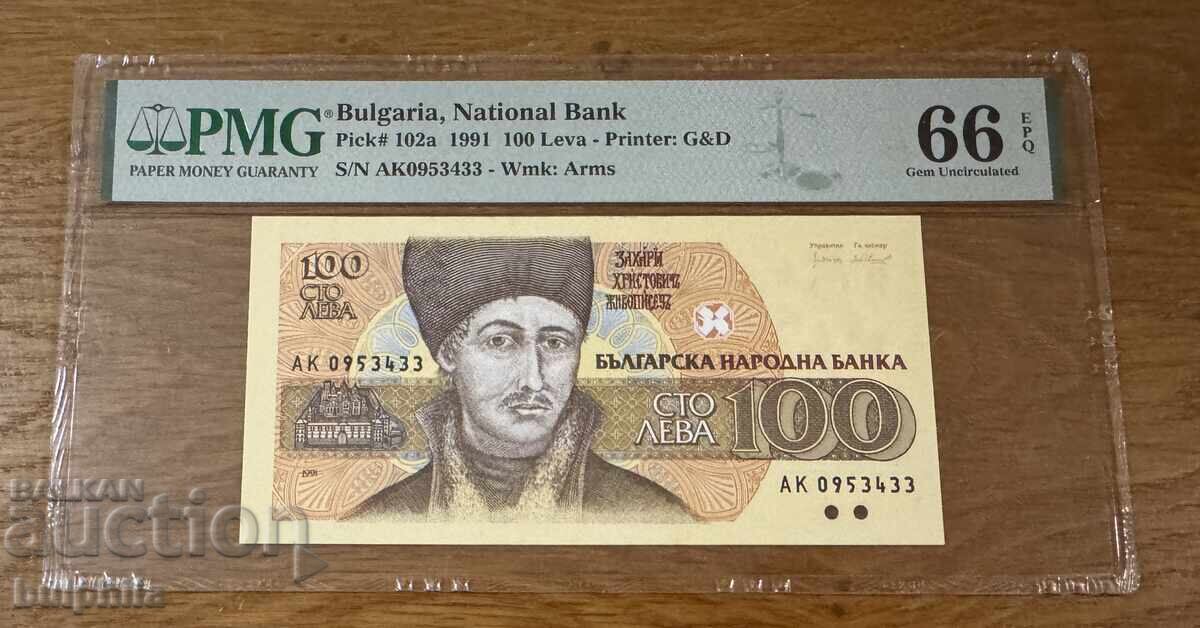 PMG®
PAPER MONEY GUARANTY
Bulgaria, National Bank
Pick# 102a 1991 100 Leva - Printer: G&D
S/N AK0953433 - Wmk: Arms
66 EPQ
Gem Uncirculated
100
СТО
ЛЕВА
ЗАХАРІЙ
ХРИСТОВИЧЪ
ЖИВОПИСЕЦЪ
Управител Гл. касиер
АК 0953433
БЪЛГАРСКА НАРОДНА БАНКА
СТО
ЛЕВА
100
1991
АК 0953433
BALKAN
auction
bulphila